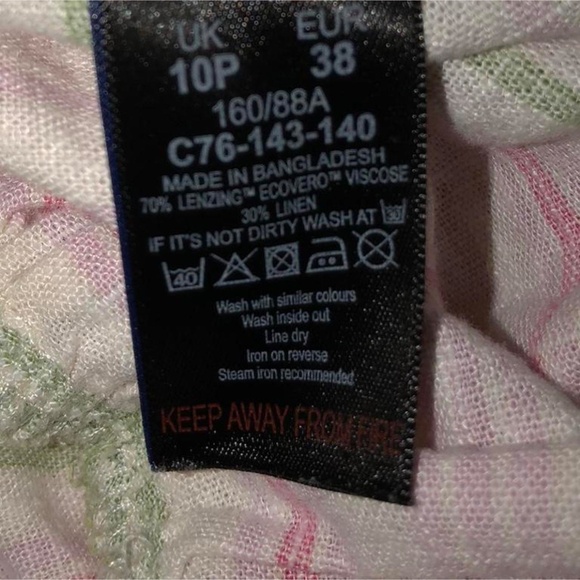 UK EUR
10P 38
160/88A
C76-143-140
MADE IN BANGLADESH
70% LENZING™ ECOVERO™ VISCOSE
30% LINEN
IF IT'S NOT DIRTY WASH AT 30
40
Wash with similar colours
Wash inside out
Line dry
Iron on reverse
Steam iron recommended
KEEP AWAY FROM FIRE